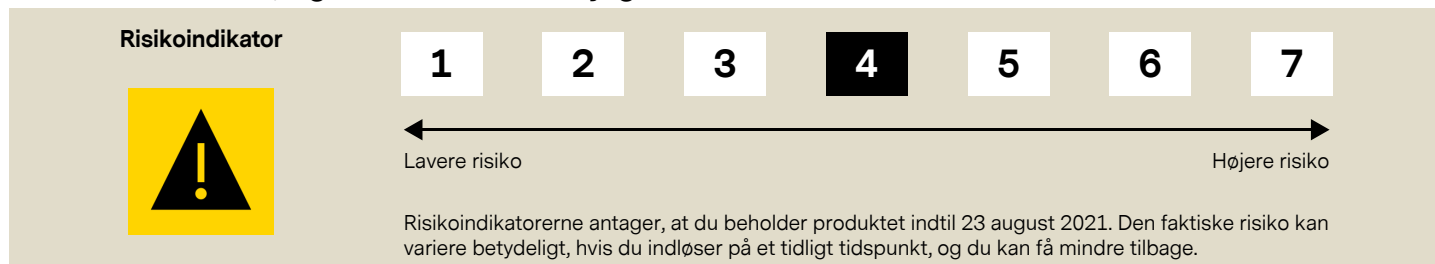 Risikoindikator
1 2 3 4 5 6 7
Lavere risiko Højere risiko
Risikoindikatorerne antager, at du beholder produktet indtil 23 august 2021. Den faktiske risiko kan
variere betydeligt, hvis du indløser på et tidligt tidspunkt, og du kan få mindre tilbage.